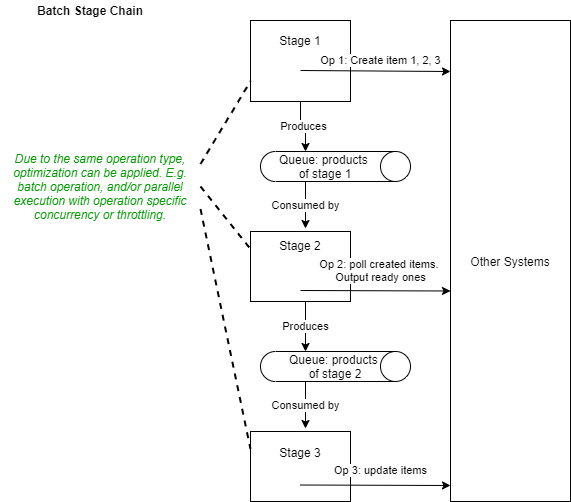 Batch Stage Chain
Stage 1
Op 1: Create item 1, 2, 3
Produces
Queue: products
of stage 1
Due to the same operation type,
optimization can be applied. E.g.
batch operation, and/or parallel
execution with operation specific
concurrency or throttling.
Consumed by
Stage 2
Op 2: poll created items.
Output ready ones
Other Systems
Produces
Queue: products
of stage 2
Consumed by
Stage 3
Op 3: update items